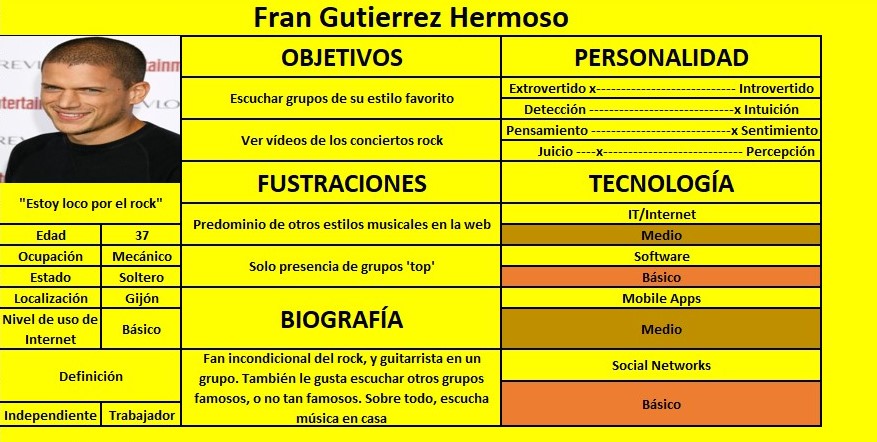 Fran Gutierrez Hermoso
REVL
tainm
ntertai
EVLO
RE
"Estoy loco por el rock"
Edad 37
Ocupación Mecánico
Estado Soltero
Localización Gijón
Nivel de uso de
Internet
Básico
Definición
Independiente Trabajador
OBJETIVOS
Escuchar grupos de su estilo favorito
Ver vídeos de los conciertos rock
FUSTRACIONES
Predominio de otros estilos musicales en la web
Solo presencia de grupos 'top'
BIOGRAFÍA
Fan incondicional del rock, y guitarrista en un
grupo. También le gusta escuchar otros grupos
famosos, o no tan famosos. Sobre todo, escucha
música en casa
PERSONALIDAD
Extrovertido x---------------------------- Introvertido
Detección -----------------------------x Intuición
Pensamiento ----------------------------x Sentimiento
Juicio ----x---------------------------- Percepción
TECNOLOGÍA
IT/Internet
Medio
Software
Básico
Mobile Apps
Medio
Social Networks
Básico